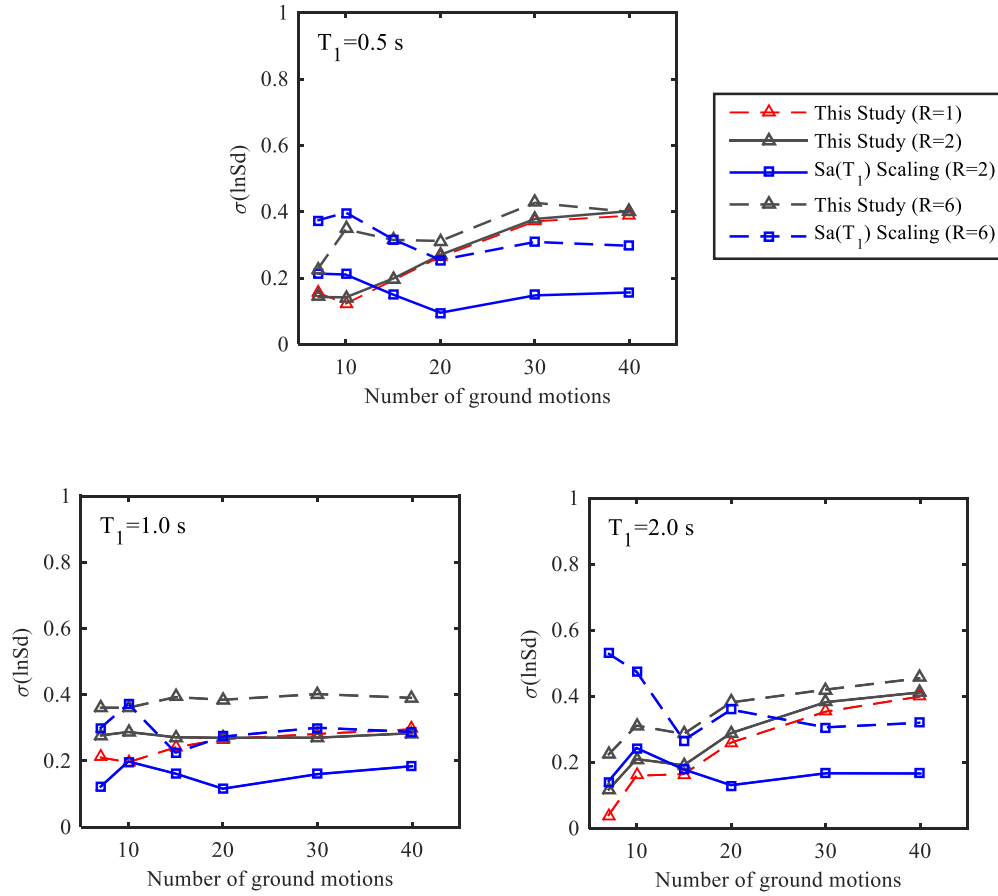 T1=0.5 s
1
0.8
0.6
0.4
0.2
0
σ(lnSd)
10 20 30 40
Number of ground motions
This Study (R=1)
This Study (R=2)
Sa(T1) Scaling (R=2)
This Study (R=6)
Sa(T1) Scaling (R=6)
T1=1.0 s
1
0.8
0.6
0.4
0.2
0
σ(lnSd)
10 20 30 40
Number of ground motions
T1=2.0 s
1
0.8
0.6
0.4
0.2
0
σ(lnSd)
10 20 30 40
Number of ground motions